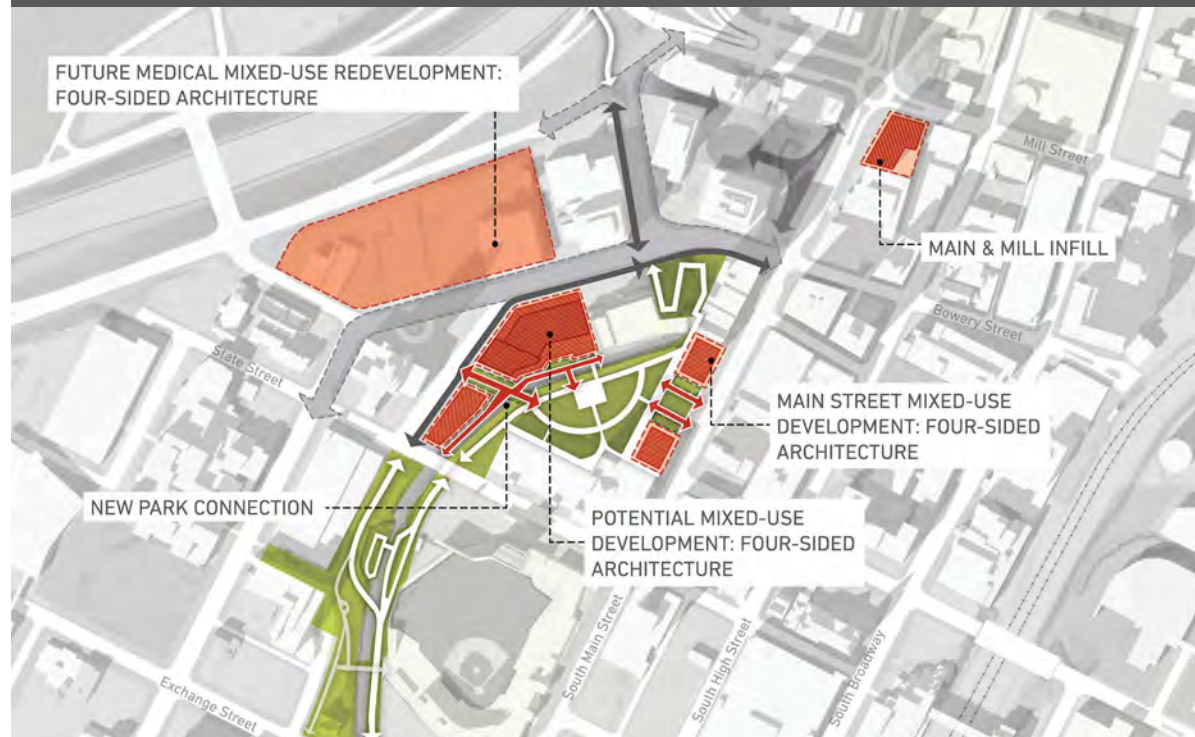 FUTURE MEDICAL MIXED-USE REDEVELOPMENT:
FOUR-SIDED ARCHITECTURE
Mill Street
MAIN & MILL INFILL
Bowery Street
State Street
MAIN STREET MIXED-USE
DEVELOPMENT: FOUR-SIDED
ARCHITECTURE
NEW PARK CONNECTION
POTENTIAL MIXED-USE
DEVELOPMENT: FOUR-SIDED
ARCHITECTURE
South Main Street
South High Street
South Broadway
Exchange Street